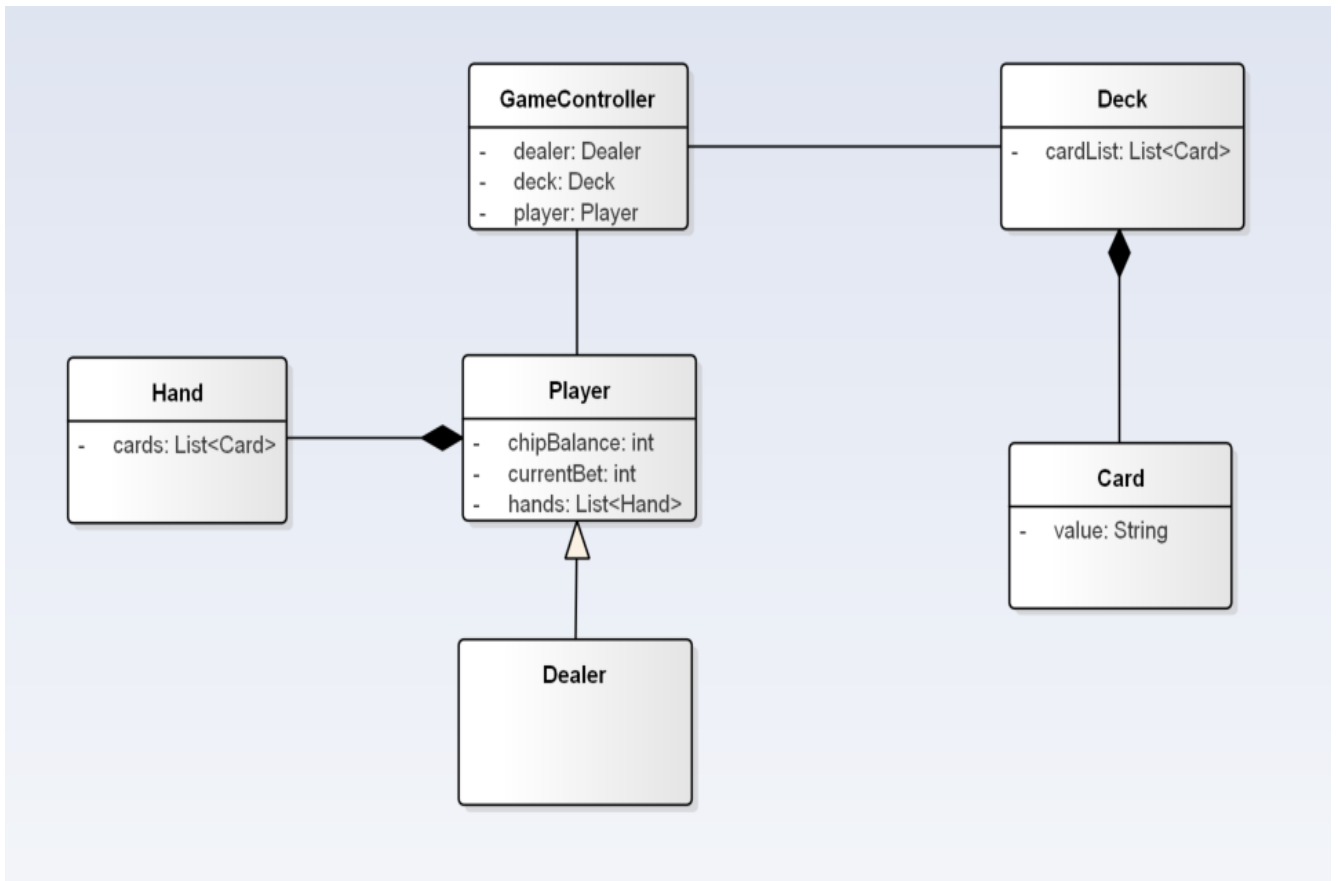 GameController
- dealer: Dealer
- deck: Deck
- player: Player
Deck
- cardList: List<Card>
Hand
- cards: List<Card>
Player
- chipBalance: int
- currentBet: int
- hands: List<Hand>
Card
- value: String
Dealer